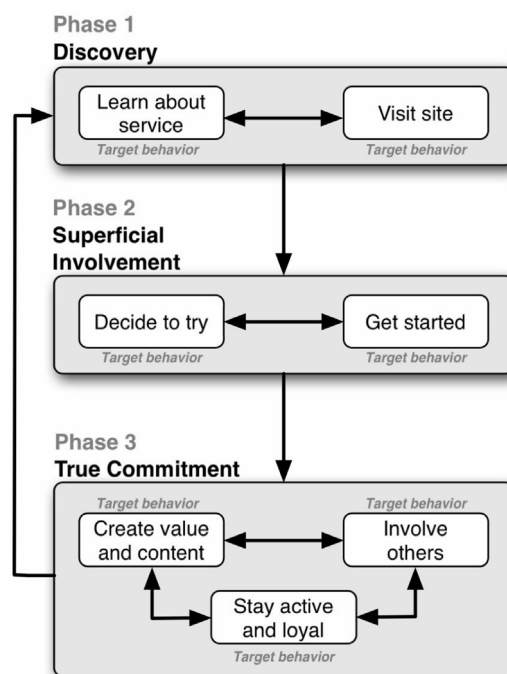 Phase 1
Discovery
Learn about
service
Visit site
Target behavior
Target behavior
Phase 2
Superficial
Involvement
Decide to try
Get started
Target behavior
Target behavior
Phase 3
True Commitment
Target behavior
Target behavior
Create value
and content
Involve
others
Stay active
and loyal
Target behavior